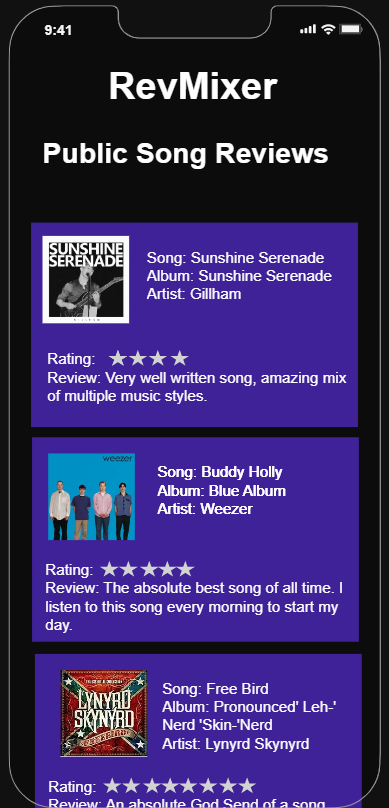 9:41
RevMixer
Public Song Reviews
SUNSHINE
SERENADE
Song: Sunshine Serenade
Album: Sunshine Serenade
Artist: Gillham
Rating: ★★★★
Review: Very well written song, amazing mix
of multiple music styles.
weezer
Song: Buddy Holly
Album: Blue Album
Artist: Weezer
Rating: ★★★★★
Review: The absolute best song of all time. I
listen to this song every morning to start my
day.
LYNYRD
SKYNYRD
Song: Free Bird
Album: Pronounced' Leh-'
Nerd 'Skin-'Nerd
Artist: Lynyrd Skynyrd
Rating: ★★★★★★★★
Review: An absolute God Send of a song